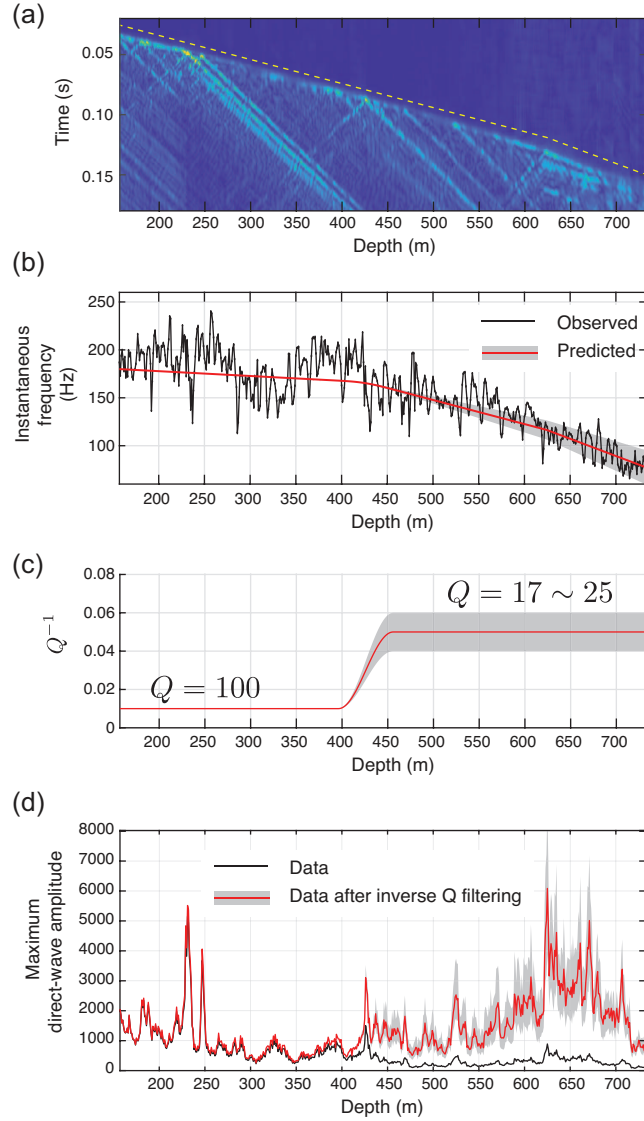 (a)
0.05
0.10
0.15
Time (s)
200 250 300 350 400 450 500 550 600 650 700
Depth (m)
(b)
250
200
150
100
Instantaneous
frequency
(Hz)
Observed
Predicted
200 250 300 350 400 450 500 550 600 650 700
Depth (m)
(c)
0.08
0.06
0.04
0.02
0
Q⁻¹
Q = 17 ∼ 25
Q = 100
200 250 300 350 400 450 500 550 600 650 700
Depth (m)
(d)
8000
7000
6000
5000
4000
3000
2000
1000
0
Maximum
direct-wave amplitude
Data
Data after inverse Q filtering
200 250 300 350 400 450 500 550 600 650 700
Depth (m)